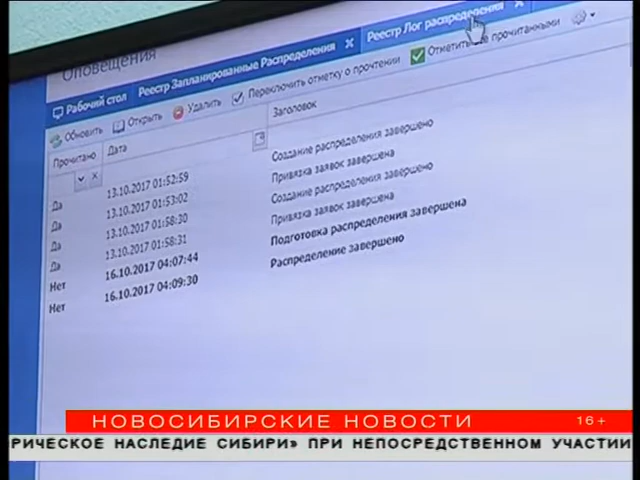 Оповещения
Рабочий стол Реестр Запланированные Распределения Реестр Лог распределения
Обновить Открыть Удалить Переключить отметку о прочтении Отметить все прочитанными
Прочитано Дата Заголовок
Да 13.10.2017 01:52:59 Создание распределения завершено
Да 13.10.2017 01:53:02 Привязка заявок завершена
Да 13.10.2017 01:58:30 Создание распределения завершено
Да 13.10.2017 01:58:31 Привязка заявок завершена
Нет 16.10.2017 04:07:44 Подготовка распределения завершена
Нет 16.10.2017 04:09:30 Распределение завершено
НОВОСИБИРСКИЕ НОВОСТИ 16+
РИЧЕСКОЕ НАСЛЕДИЕ СИБИРИ» ПРИ НЕПОСРЕДСТВЕННОМ УЧАСТИИ